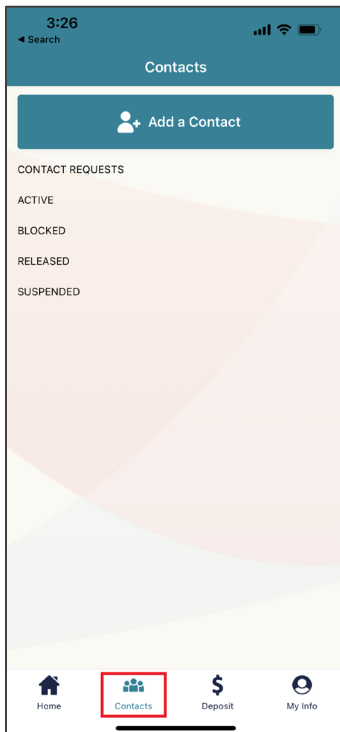 3:26
◄ Search
Contacts
Add a Contact
CONTACT REQUESTS
ACTIVE
BLOCKED
RELEASED
SUSPENDED
Home
Contacts
Deposit
My Info